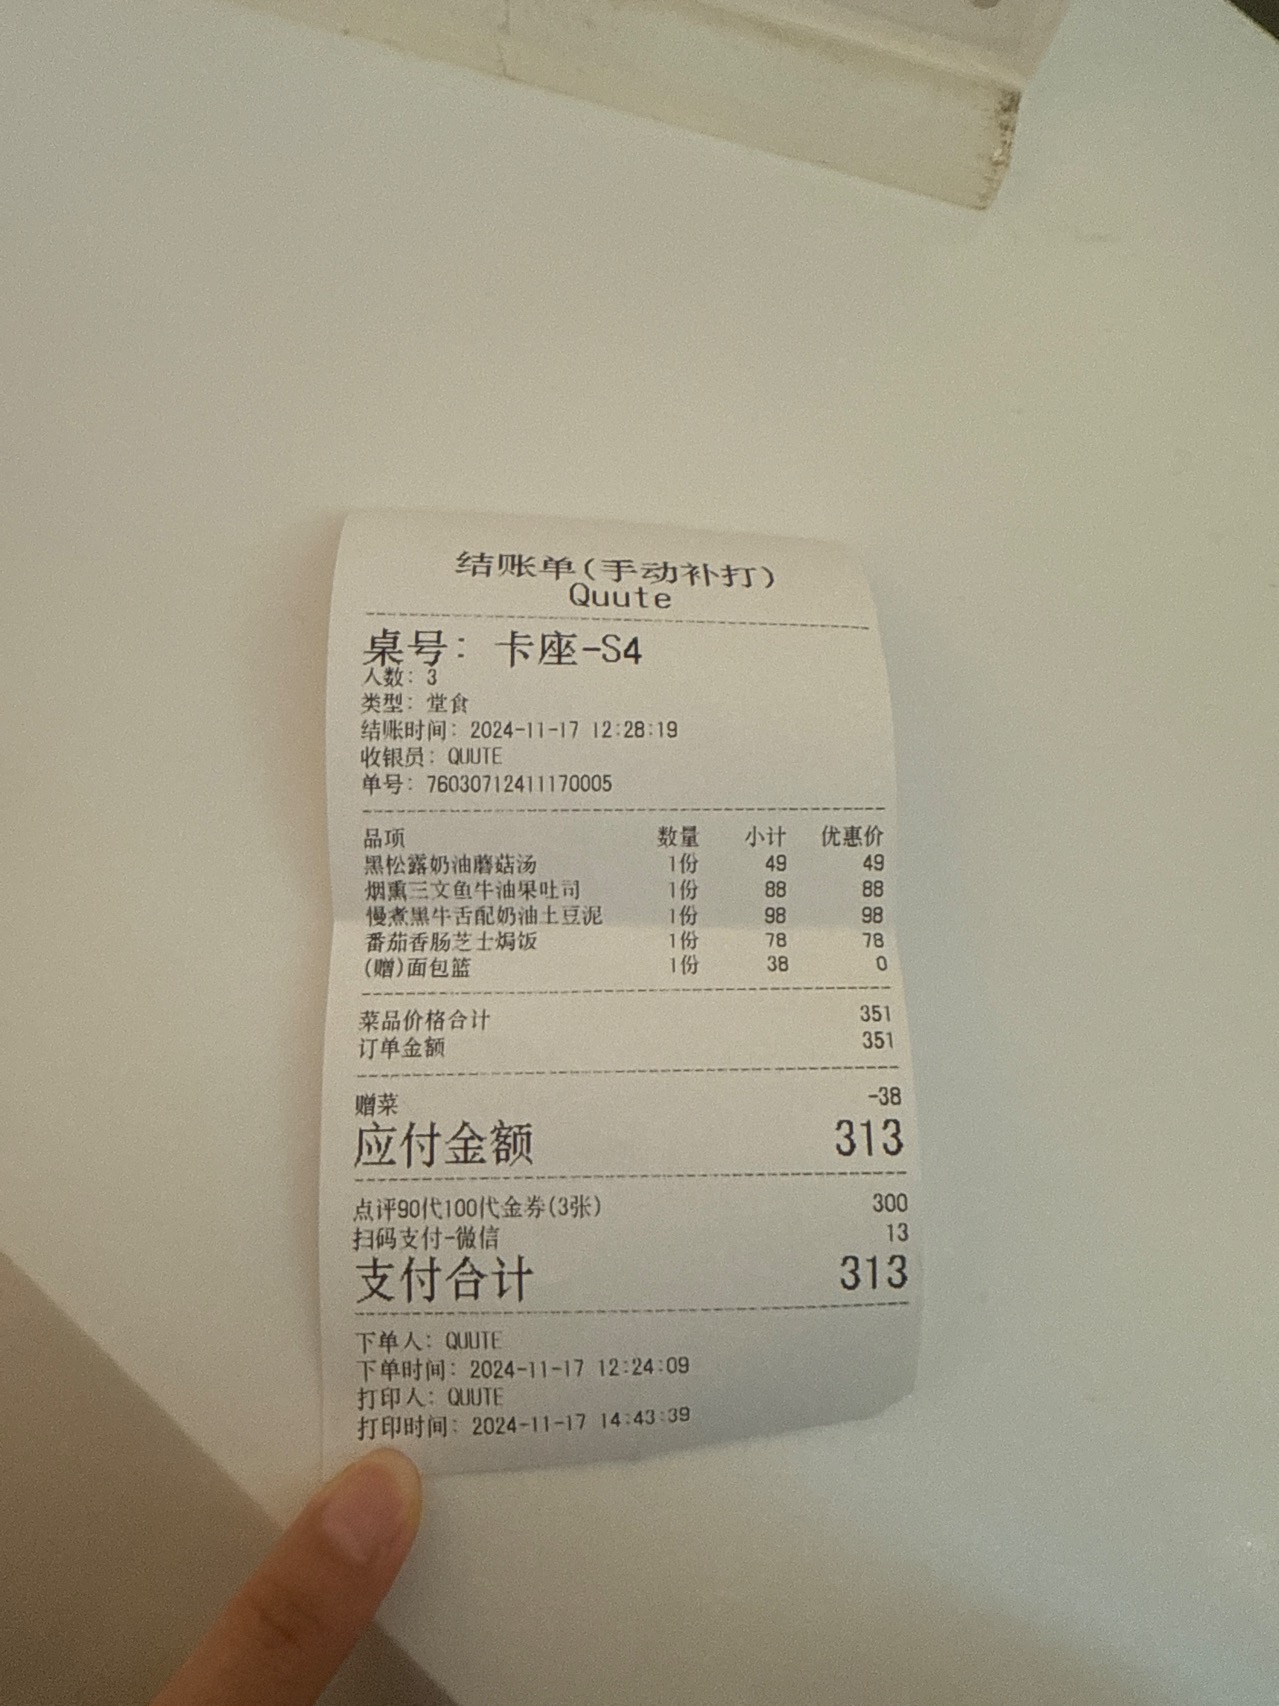 结账单(手动补打)
Quute
桌号: 卡座-S4
人数: 3
类型: 堂食
结账时间: 2024-11-17 12:28:19
收银员: QUUTE
单号: 76030712411170005
品项 数量 小计 优惠价
黑松露奶油蘑菇汤 1份 49 49
烟熏三文鱼牛油果吐司 1份 88 88
慢煮黑牛舌配奶油土豆泥 1份 98 98
番茄香肠芝士焗饭 1份 78 78
(赠)面包篮 1份 38 0
菜品价格合计 351
订单金额 351
赠菜 -38
应付金额 313
点评90代100代金券(3张) 300
扫码支付-微信 13
支付合计 313
下单人: QUUTE
下单时间: 2024-11-17 12:24:09
打印人: QUUTE
打印时间: 2024-11-17 14:43:39